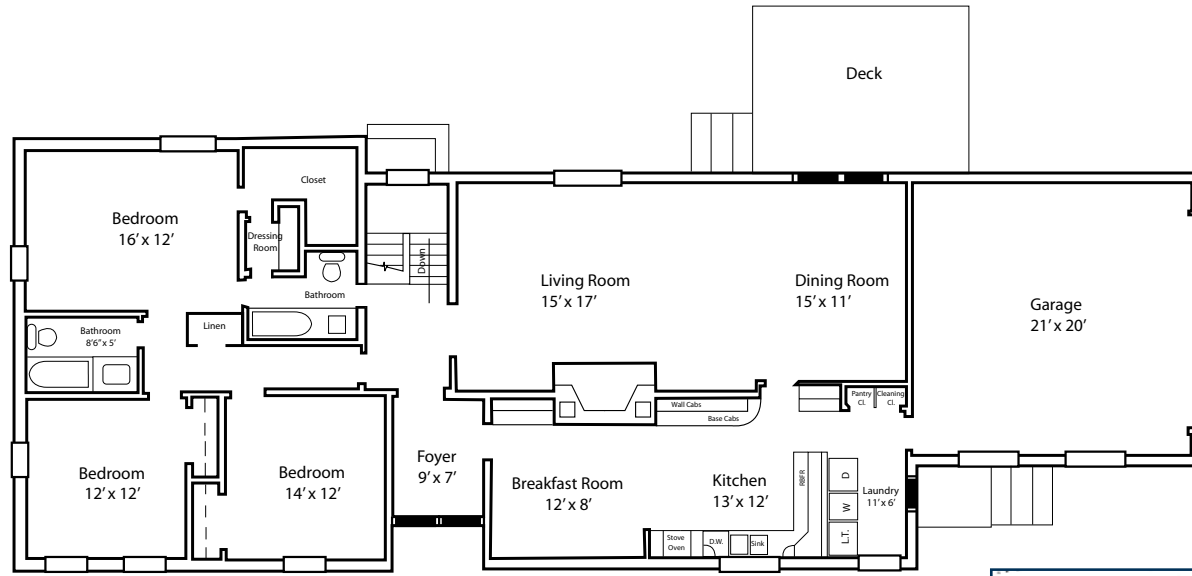 Deck
Closet
Bedroom
16’ x 12’
Dressing
Room
Down
Living Room
15’ x 17’
Dining Room
15’ x 11’
Garage
21’ x 20’
Bathroom
Linen
Bathroom
8’6” x 5’
Pantry
Cl.
Cleaning
Cl.
Wall Cabs
Base Cabs
Foyer
9’ x 7’
Bedroom
12’ x 12’
Bedroom
14’ x 12’
Breakfast Room
12’ x 8’
Kitchen
13’ x 12’
REFR
D
W
L.T.
Laundry
11’ x 6’
Stove
Oven
D.W.
Sink